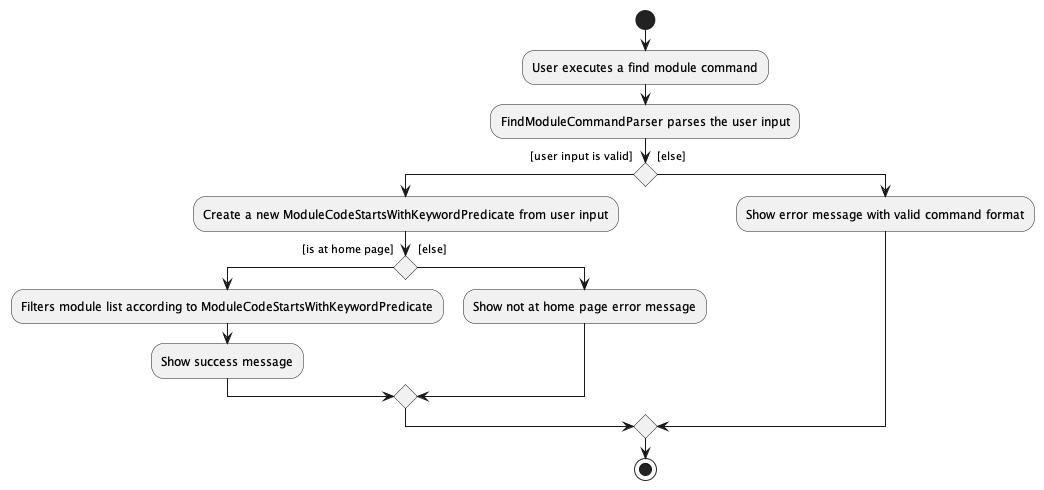 User executes a find module command
FindModuleCommandParser parses the user input
[user input is valid]
[else]
Create a new ModuleCodeStartsWithKeywordPredicate from user input
Show error message with valid command format
[is at home page]
[else]
Filters module list according to ModuleCodeStartsWithKeywordPredicate
Show not at home page error message
Show success message